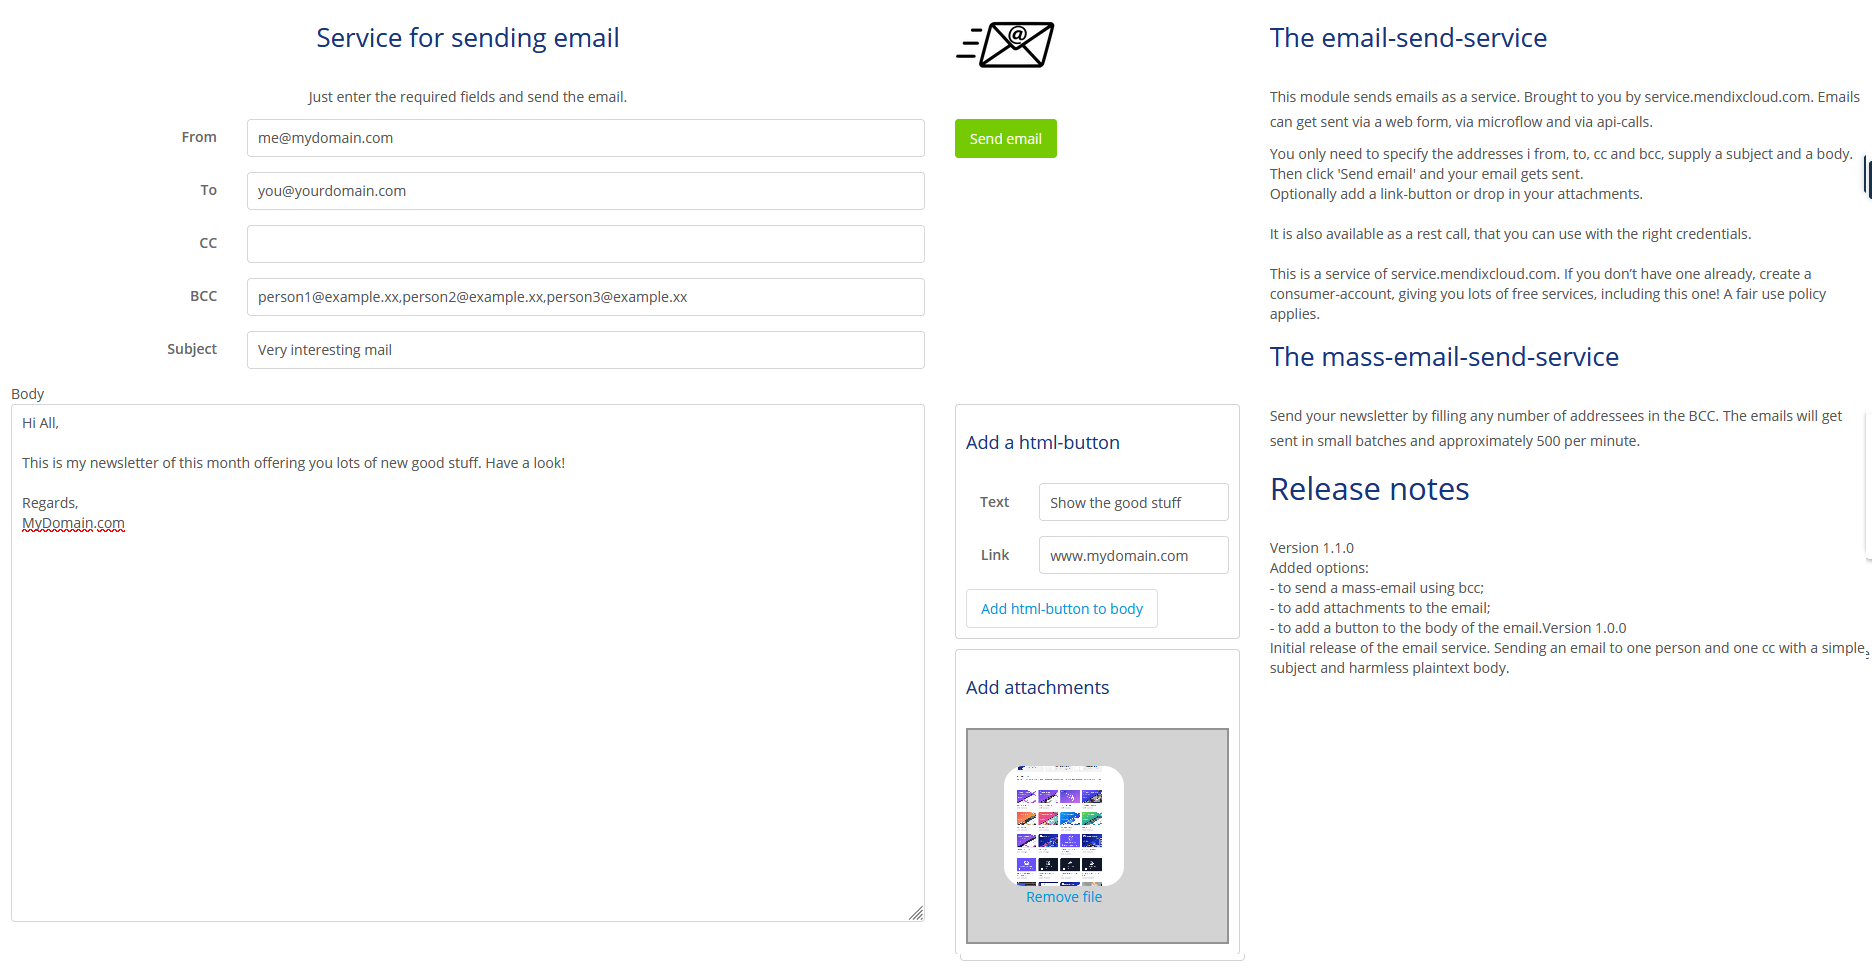 Service for sending email
@
Just enter the required fields and send the email.
From
me@mydomain.com
Send email
To
you@yourdomain.com
CC
BCC
person1@example.xx,person2@example.xx,person3@example.xx
Subject
Very interesting mail
Body
Hi All,
This is my newsletter of this month offering you lots of new good stuff. Have a look!
Regards,
MyDomain.com
Add a html-button
Text
Show the good stuff
Link
www.mydomain.com
Add html-button to body
Add attachments
Remove file
The email-send-service
This module sends emails as a service. Brought to you by service.mendixcloud.com. Emails
can get sent via a web form, via microflow and via api-calls.
You only need to specify the addresses i from, to, cc and bcc, supply a subject and a body.
Then click 'Send email' and your email gets sent.
Optionally add a link-button or drop in your attachments.
It is also available as a rest call, that you can use with the right credentials.
This is a service of service.mendixcloud.com. If you don’t have one already, create a
consumer-account, giving you lots of free services, including this one! A fair use policy
applies.
The mass-email-send-service
Send your newsletter by filling any number of addressees in the BCC. The emails will get
sent in small batches and approximately 500 per minute.
Release notes
Version 1.1.0
Added options:
- to send a mass-email using bcc;
- to add attachments to the email;
- to add a button to the body of the email.Version 1.0.0
Initial release of the email service. Sending an email to one person and one cc with a simple
subject and harmless plaintext body.